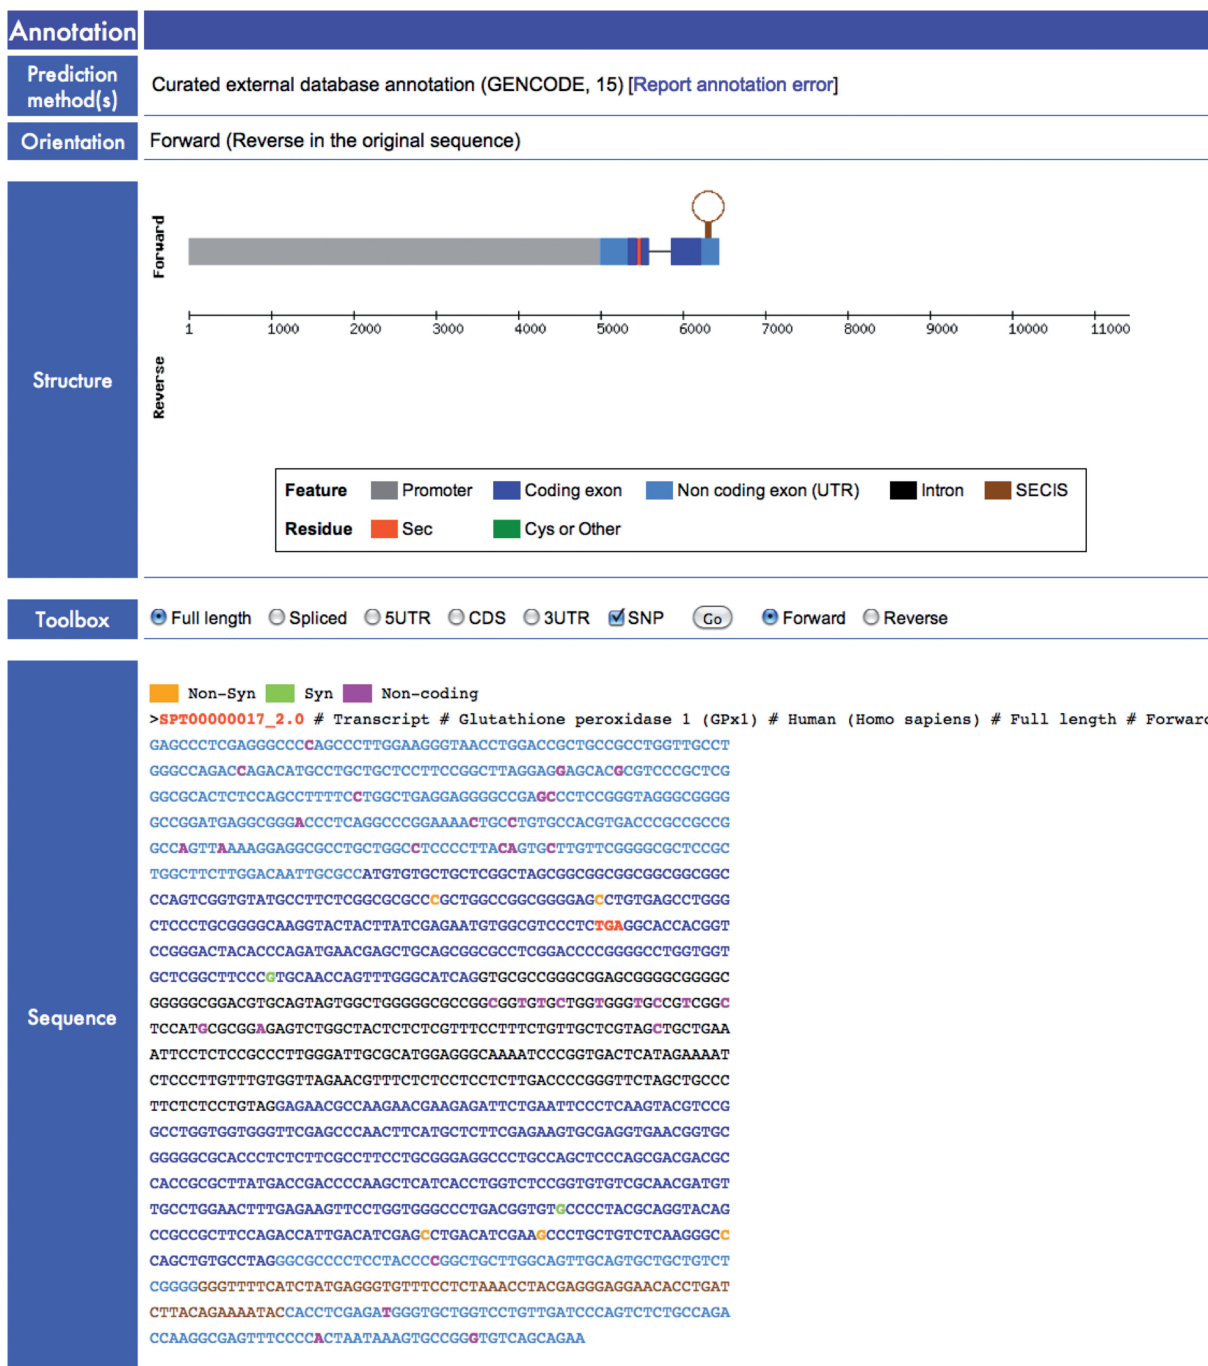 Annotation
Prediction method(s)
Curated external database annotation (GENCODE, 15) [Report annotation error]
Orientation
Forward (Reverse in the original sequence)
Structure
Forward
1 1000 2000 3000 4000 5000 6000 7000 8000 9000 10000 11000
Reverse
Feature Promoter Coding exon Non coding exon (UTR) Intron SECIS
Residue Sec Cys or Other
Toolbox
Full length Spliced 5UTR CDS 3UTR SNP Go Forward Reverse
Sequence
Non-Syn Syn Non-coding
>SPT00000017_2.0 # Transcript # Glutathione peroxidase 1 (GPx1) # Human (Homo sapiens) # Full length # Forward
GAGCCCTCGAGGGCCCCAGCCCTTGGAAGGGTAACCTGGACCGCTGCCGCCTGGTTGCCT
GGGCCAGACCAGACATGCCTGCTGCTCCTTCCGGCTTAGGAGGAGCACGCGTCCCGCTCG
GGCGCACTCTCCAGCCTTTTCCTGGCTGAGGAGGGGCCGAGCCCTCCGGGTAGGGCGGGG
GCCGGATGAGGCGGGACCCTCAGGCCCGGAAAACTGCCTGTGCCACGTGACCCGCCGCCG
GCCAGTTAAAAGGAGGCGCCTGCTGGCCTCCCCTTACAGTGCTTGTTCGGGGCGCTCCGC
TGGCTTCTTGGACAATTGCGCCATGTGTGCTGCTCGGCTAGCGGCGGCGGCGGCGGCGGC
CCAGTCGGTGTATGCCTTCTCGGCGCGCCCGCTGGCCGGCGGGGAGCCTGTGAGCCTGGG
CTCCCTGCGGGGCAAGGTACTACTTATCGAGAATGTGGCGTCCCTCTGAGGCACCACGGT
CCGGGACTACACCCAGATGAACGAGCTGCAGCGGCGCCTCGGACCCCGGGGCCTGGTGGT
GCTCGGCTTCCCGTGCAACCAGTTTGGGCATCAGGTGCGCCGGGCGGAGCGGGGCGGGGC
GGGGGCGGACGTGCAGTAGTGGCTGGGGGCGCCGGCGGTGTGCTGGTGGGTGCCGTCGGC
TCCATGCGCGGAGAGTCTGGCTACTCTCTCGTTTCCTTTCTGTTGCTCGTAGCTGCTGAA
ATTCCTCTCCGCCCTTGGGATTGCGCATGGAGGGCAAAATCCCGGTGACTCATAGAAAAT
CTCCCTTGTTTGTGGTTAGAACGTTTCTCTCCTCCTCTTGACCCCGGGTTCTAGCTGCCC
TTCTCTCCTGTAGGAGAACGCCAAGAACGAAGAGATTCTGAATTCCCTCAAGTACGTCCG
GCCTGGTGGTGGGTTCGAGCCCAACTTCATGCTCTTCGAGAAGTGCGAGGTGAACGGTGC
GGGGGCGCACCCTCTCTTCGCCTTCCTGCGGGAGGCCCTGCCAGCTCCCAGCGACGACGC
CACCGCGCTTATGACCGACCCCAAGCTCATCACCTGGTCTCCGGTGTGTCGCAACGATGT
TGCCTGGAACTTTGAGAAGTTCCTGGTGGGCCCTGACGGTGTGCCCCTACGCAGGTACAG
CCGCCGCTTCCAGACCATTGACATCGAGCCTGACATCGAAGCCCTGCTGTCTCAAGGGCC
CAGCTGTGCCTAGGGCGCCCCTCCTACCCCGGCTGCTTGGCAGTTGCAGTGCTGCTGTCT
CGGGGGGGTTTTCATCTATGAGGGTGTTTCCTCTAAACCTACGAGGGAGGAACACCTGAT
CTTACAGAAAATACCACCTCGAGATGGGTGCTGGTCCTGTTGATCCCAGTCTCTGCCAGA
CCAAGGCGAGTTTCCCCACTAATAAAGTGCCGGGTGTCAGCAGAA